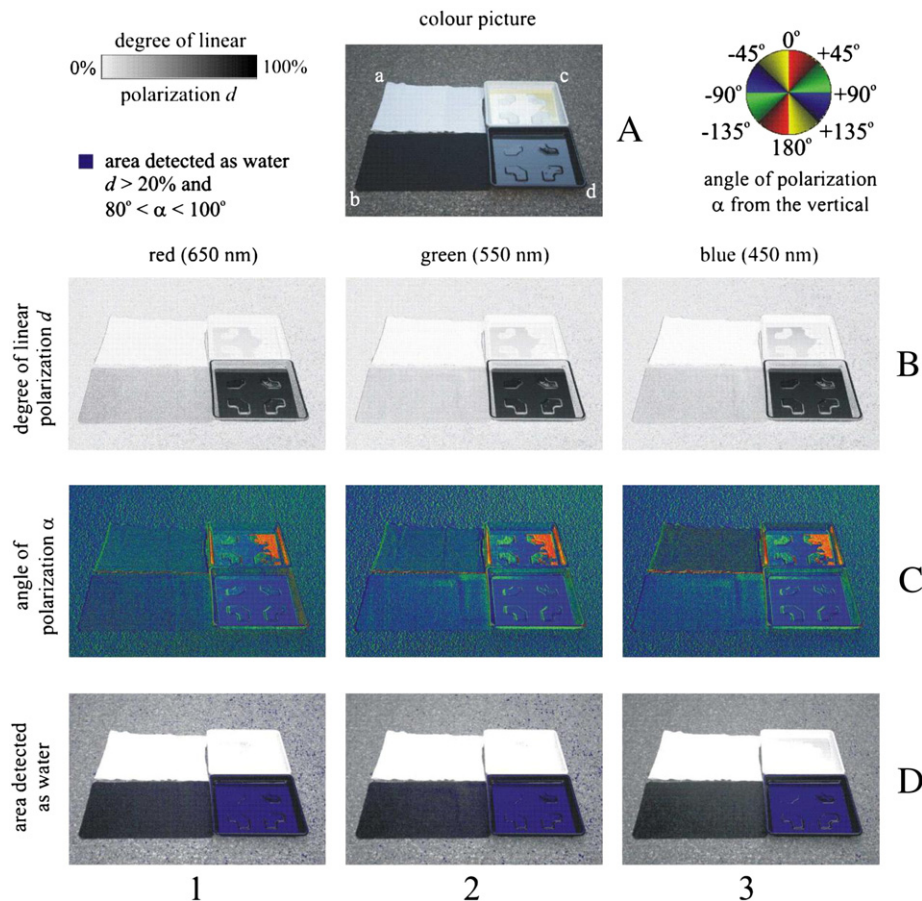 colour picture
degree of linear
0% 100%
polarization d
area detected as water
d > 20% and
80° < α < 100°
a
c
b
d
A
0°
-45° +45°
-90° +90°
-135° +135°
180°
angle of polarization
α from the vertical
red (650 nm) green (550 nm) blue (450 nm)
degree of linear
polarization d
B
angle of
polarization α
C
area detected
as water
D
1 2 3